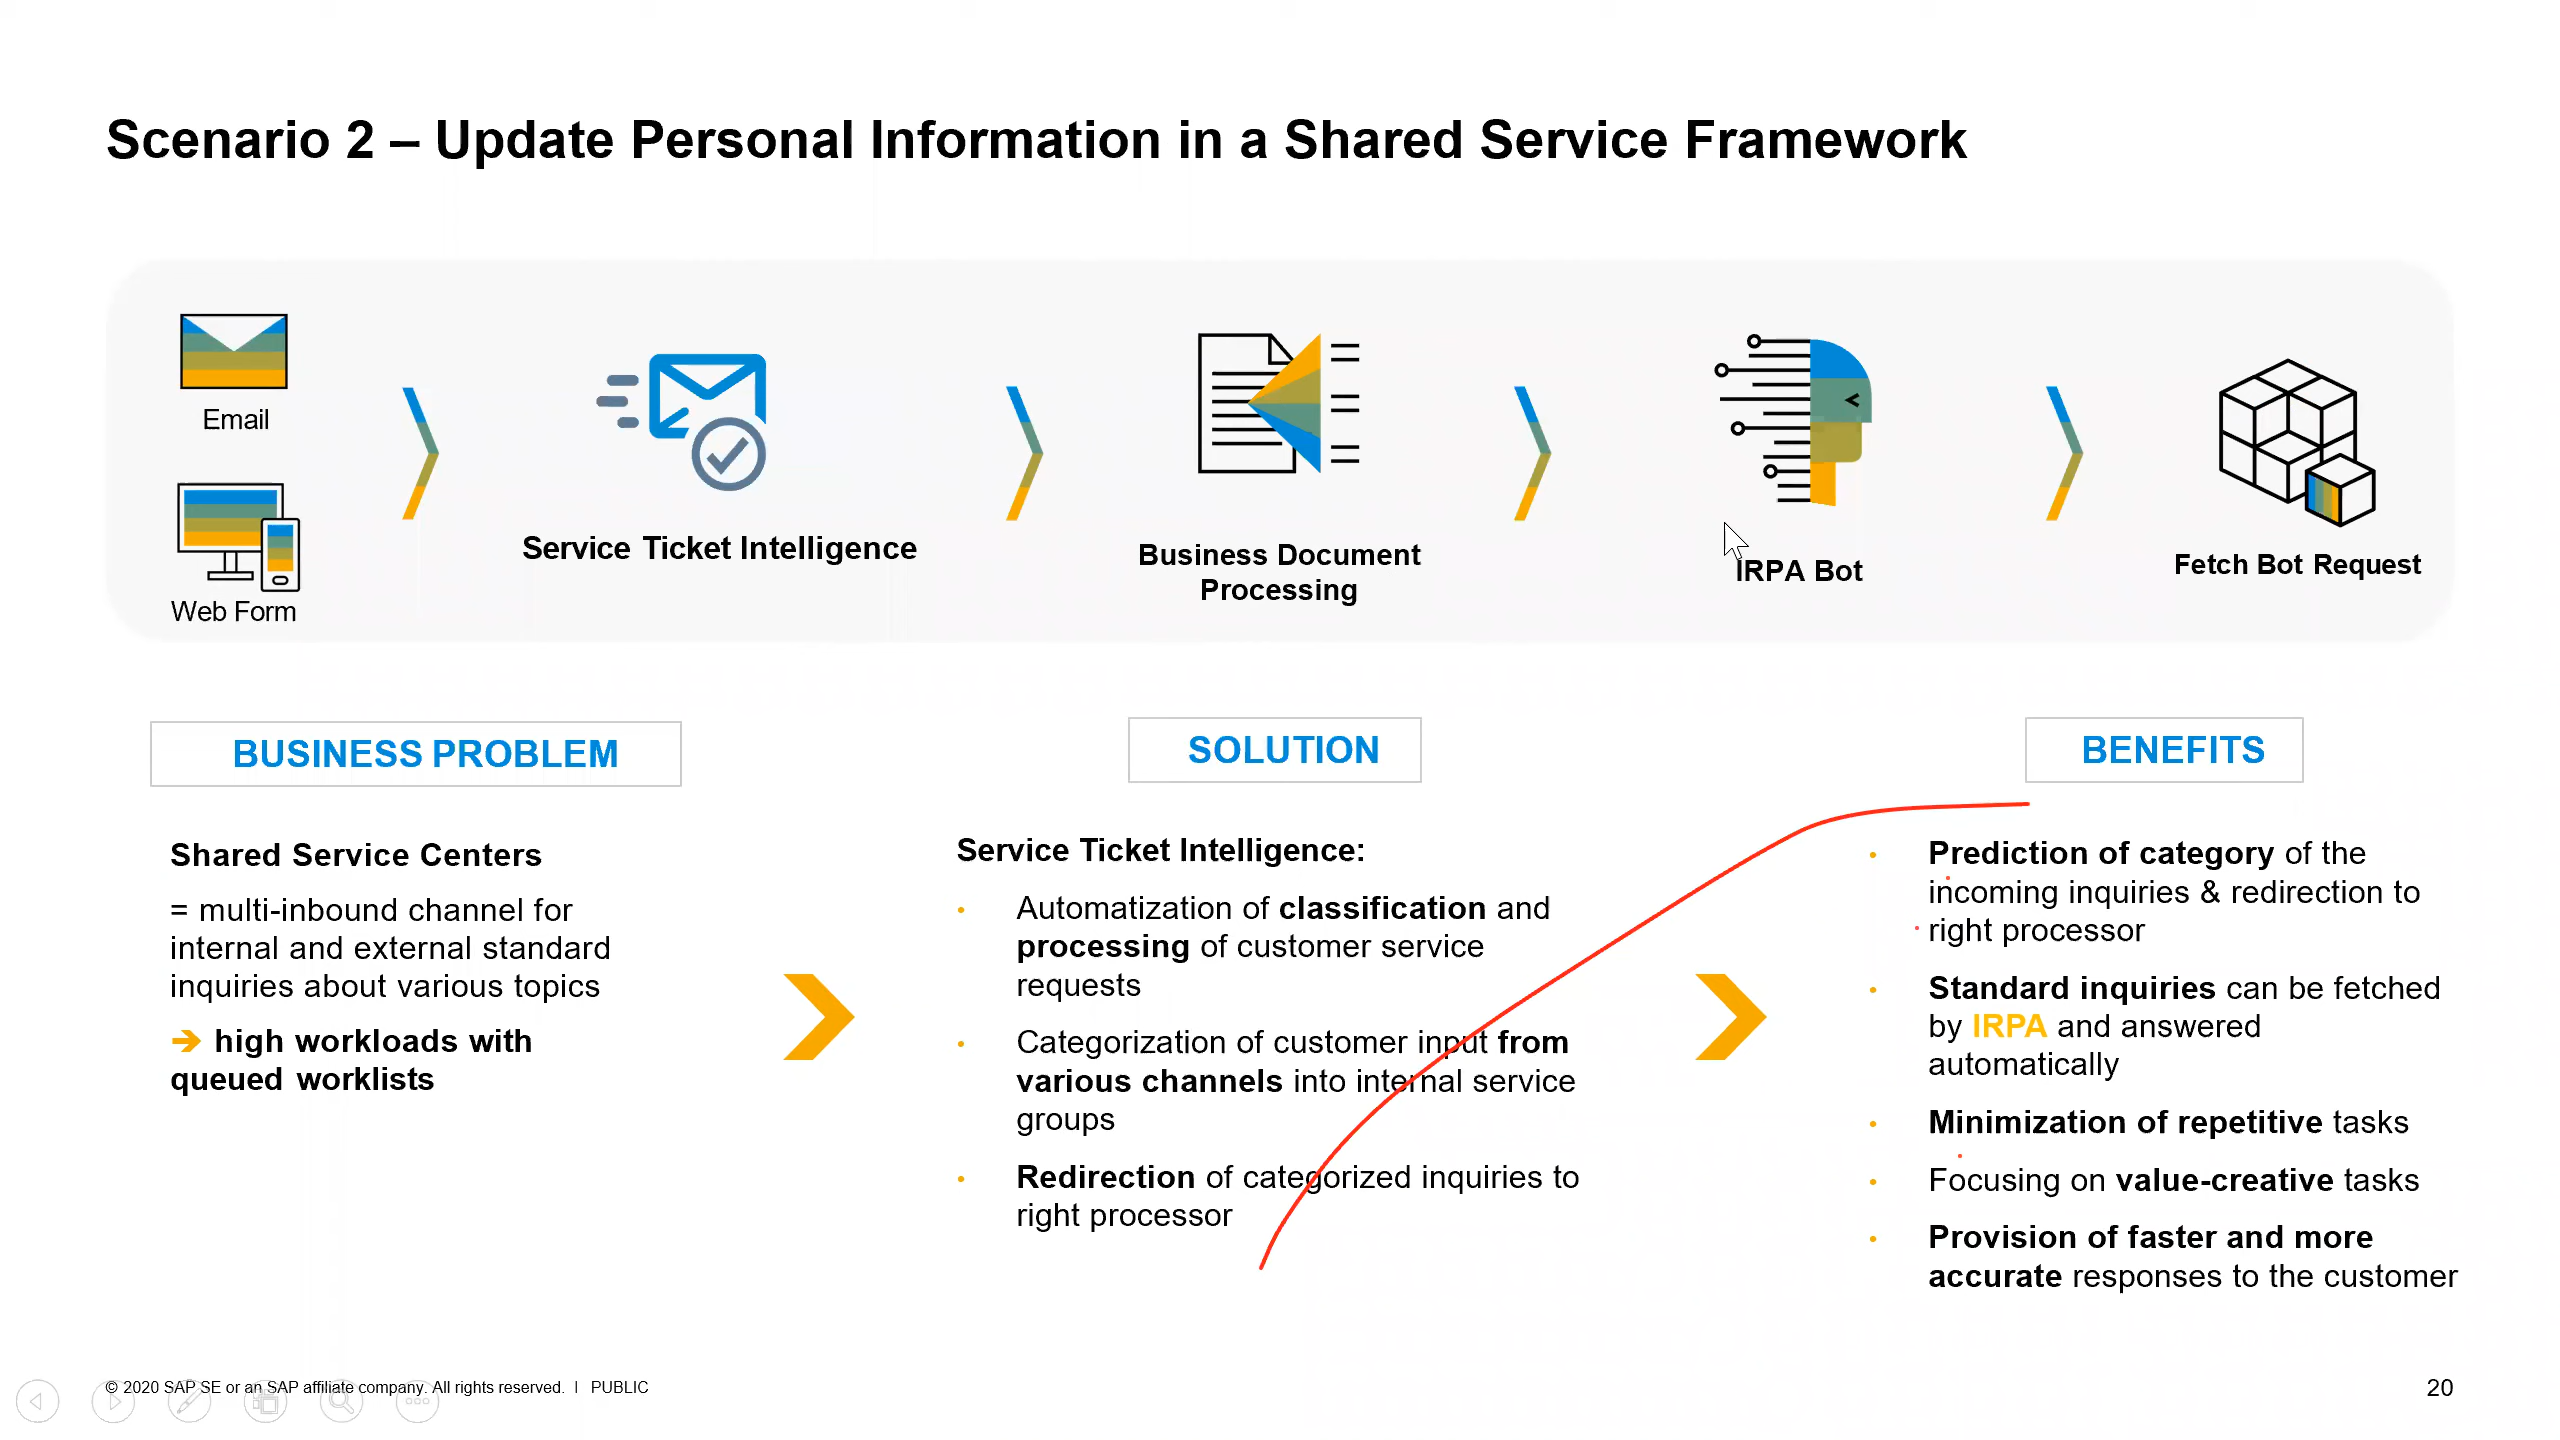 Scenario 2 – Update Personal Information in a Shared Service Framework
Email
Web Form
Service Ticket Intelligence
Business Document
Processing
IRPA Bot
Fetch Bot Request
BUSINESS PROBLEM
Shared Service Centers
= multi-inbound channel for
internal and external standard
inquiries about various topics
➔ high workloads with
queued worklists
SOLUTION
Service Ticket Intelligence:
• Automatization of classification and
processing of customer service
requests
• Categorization of customer input from
various channels into internal service
groups
• Redirection of categorized inquiries to
right processor
BENEFITS
• Prediction of category of the
incoming inquiries & redirection to
right processor
• Standard inquiries can be fetched
by IRPA and answered
automatically
• Minimization of repetitive tasks
• Focusing on value-creative tasks
• Provision of faster and more
accurate responses to the customer
© 2020 SAP SE or an SAP affiliate company. All rights reserved. | PUBLIC
20